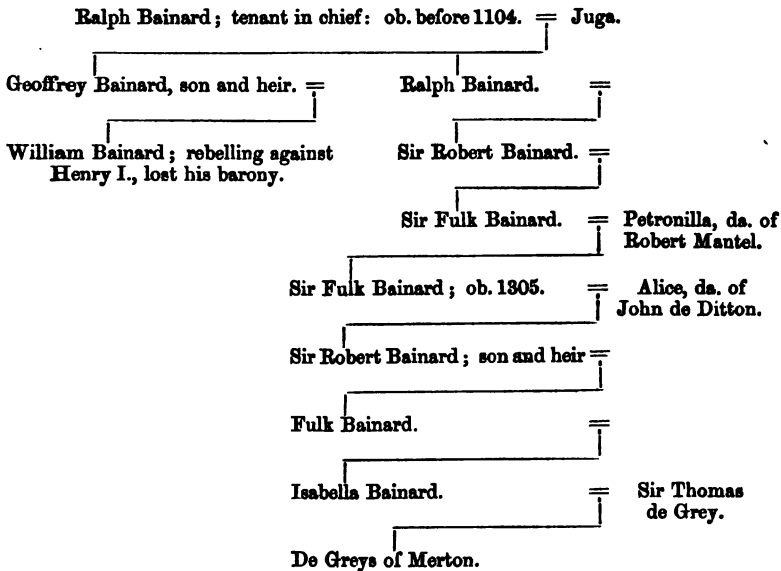 Ralph Bainard; tenant in chief: ob. before 1104. = Juga.
Geoffrey Bainard, son and heir. = Ralph Bainard. =
William Bainard; rebelling against Sir Robert Bainard. =
Henry I., lost his barony.
Sir Fulk Bainard. = Petronilla, da. of
Robert Mantel.
Sir Fulk Bainard; ob. 1305. = Alice, da. of
John de Ditton.
Sir Robert Bainard; son and heir =
Fulk Bainard. =
Isabella Bainard. = Sir Thomas
de Grey.
De Greys of Merton.